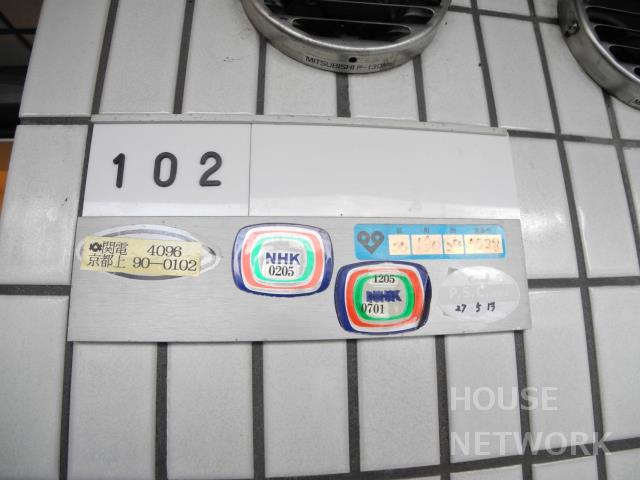 MITSUBISHI
102
関電 4096
京都上 90-0102
NHK
0205
1205
NHK
0701
27 5 13
HOUSE
NETWORK